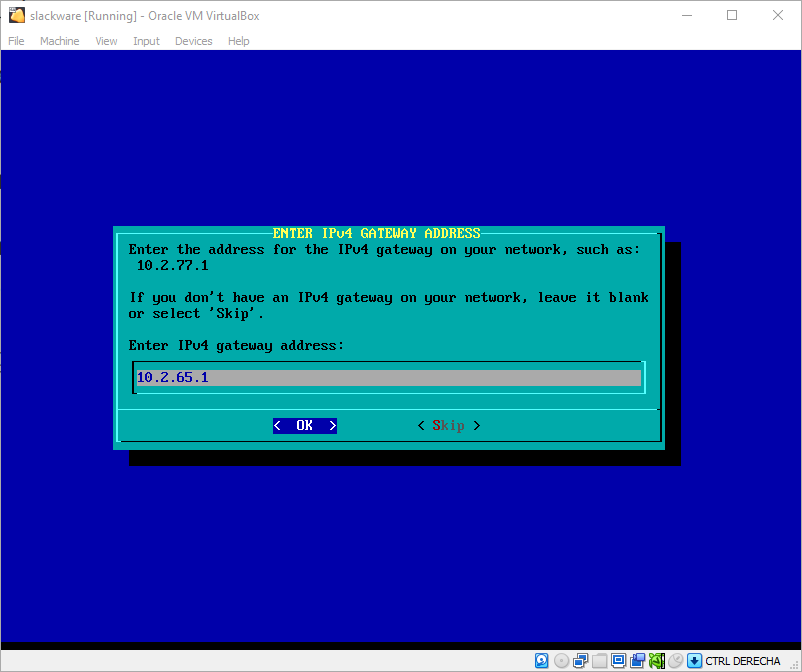 slackware [Running] - Oracle VM VirtualBox
File Machine View Input Devices Help
ENTER IPv4 GATEWAY ADDRESS
Enter the address for the IPv4 gateway on your network, such as:
10.2.77.1
If you don't have an IPv4 gateway on your network, leave it blank
or select 'Skip'.
Enter IPv4 gateway address:
10.2.65.1
< OK > < Skip >
CTRL DERECHA